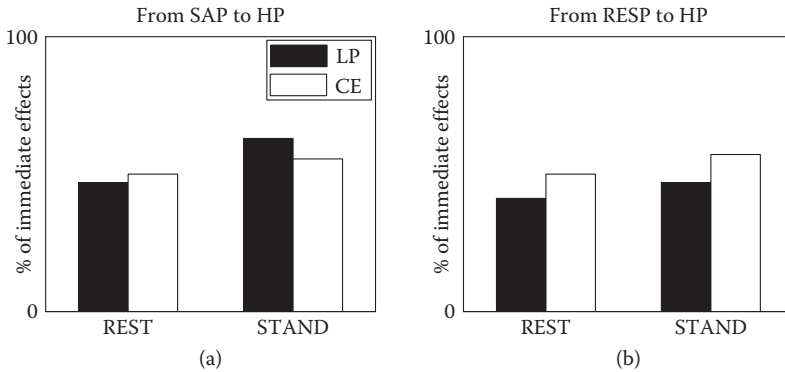 From SAP to HP
100
LP
CE
% of immediate effects
0
REST STAND
(a)
From RESP to HP
100
% of immediate effects
0
REST STAND
(b)